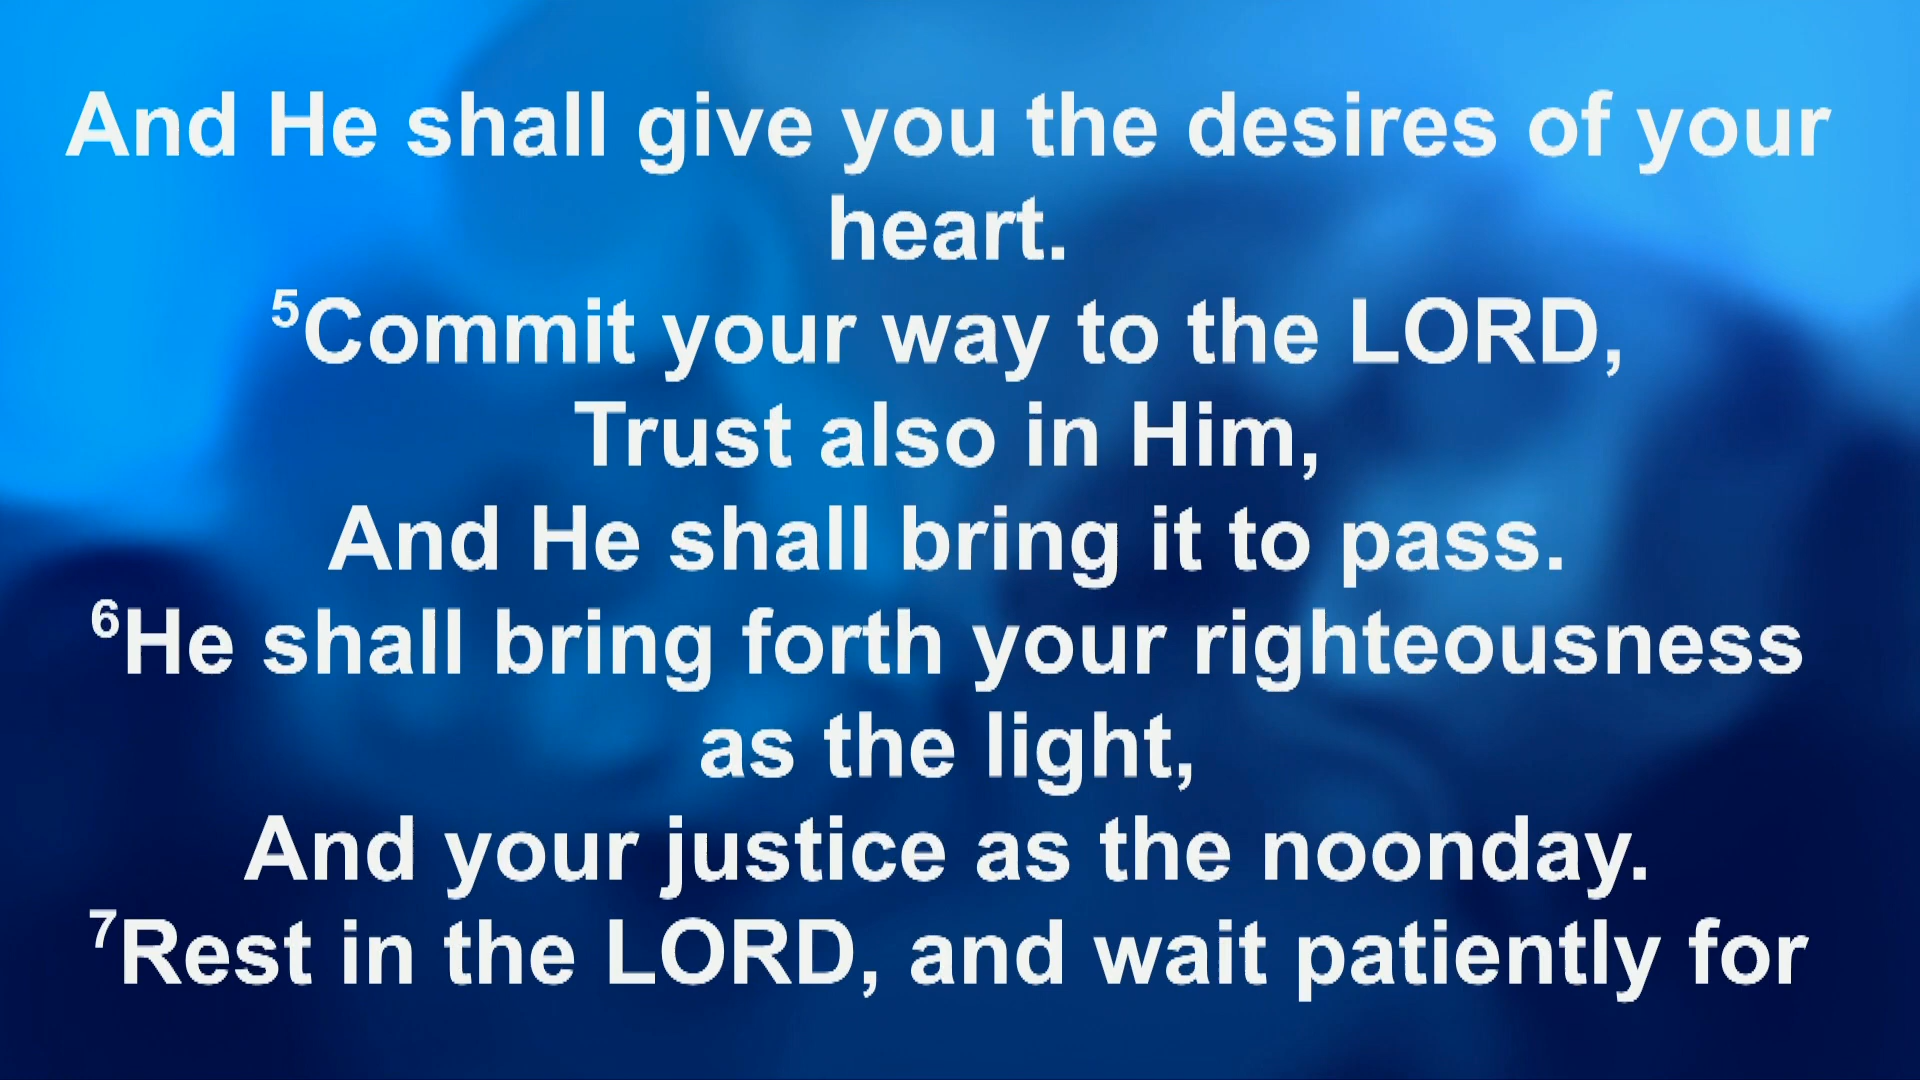 And He shall give you the desires of your
heart.
5Commit your way to the LORD,
Trust also in Him,
And He shall bring it to pass.
6He shall bring forth your righteousness
as the light,
And your justice as the noonday.
7Rest in the LORD, and wait patiently for